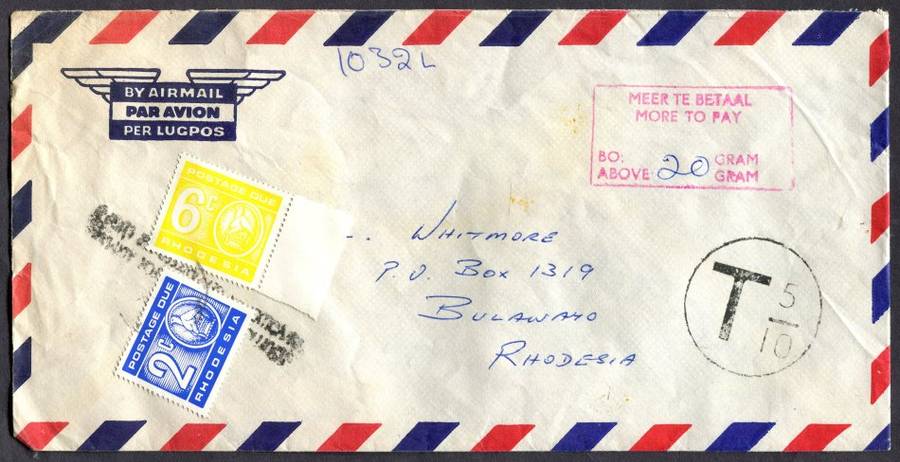 1032L
BY AIRMAIL
PAR AVION
PER LUGPOS
MEER TE BETAAL
MORE TO PAY
BO: GRAM
ABOVE 20 GRAM
POSTAGE DUE
6c
RHODESIA
POSTAGE DUE
2c
RHODESIA
WHITMORE
P.O. BOX 1319
BULAWAYO
RHODESIA
T 5/10